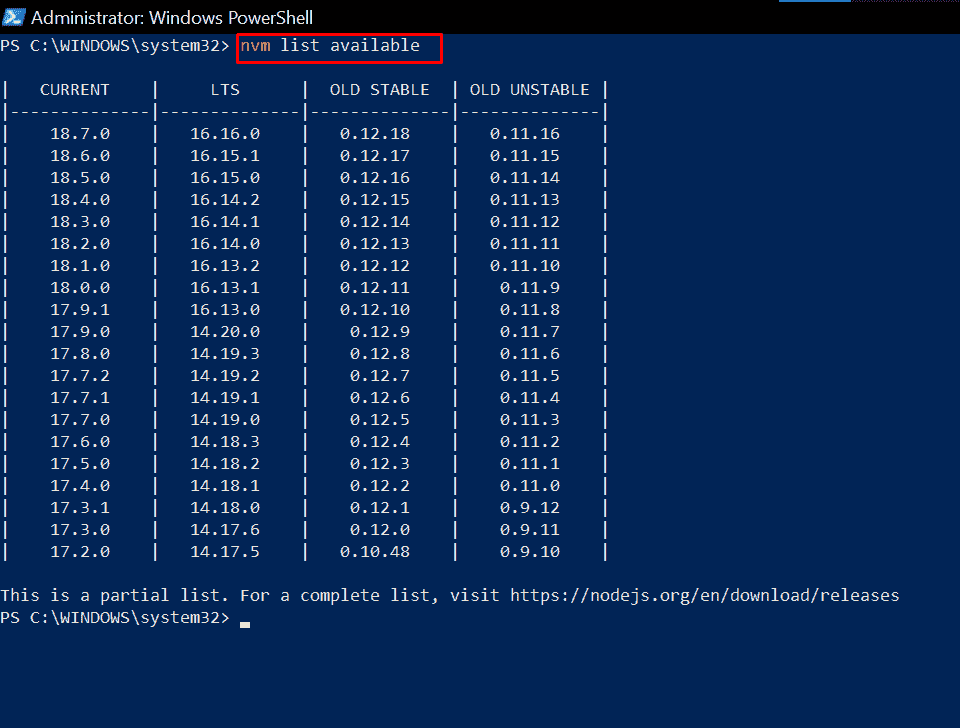 Administrator: Windows PowerShell
PS C:\WINDOWS\system32> nvm list available
|   CURRENT    |     LTS      |  OLD STABLE  | OLD UNSTABLE |
|--------------|--------------|--------------|--------------|
|    18.7.0    |   16.16.0    |   0.12.18    |   0.11.16    |
|    18.6.0    |   16.15.1    |   0.12.17    |   0.11.15    |
|    18.5.0    |   16.15.0    |   0.12.16    |   0.11.14    |
|    18.4.0    |   16.14.2    |   0.12.15    |   0.11.13    |
|    18.3.0    |   16.14.1    |   0.12.14    |   0.11.12    |
|    18.2.0    |   16.14.0    |   0.12.13    |   0.11.11    |
|    18.1.0    |   16.13.2    |   0.12.12    |   0.11.10    |
|    18.0.0    |   16.13.1    |   0.12.11    |    0.11.9    |
|    17.9.1    |   16.13.0    |   0.12.10    |    0.11.8    |
|    17.9.0    |   14.20.0    |    0.12.9    |    0.11.7    |
|    17.8.0    |   14.19.3    |    0.12.8    |    0.11.6    |
|    17.7.2    |   14.19.2    |    0.12.7    |    0.11.5    |
|    17.7.1    |   14.19.1    |    0.12.6    |    0.11.4    |
|    17.7.0    |   14.19.0    |    0.12.5    |    0.11.3    |
|    17.6.0    |   14.18.3    |    0.12.4    |    0.11.2    |
|    17.5.0    |   14.18.2    |    0.12.3    |    0.11.1    |
|    17.4.0    |   14.18.1    |    0.12.2    |    0.11.0    |
|    17.3.1    |   14.18.0    |    0.12.1    |    0.9.12    |
|    17.3.0    |   14.17.6    |    0.12.0    |    0.9.11    |
|    17.2.0    |   14.17.5    |   0.10.48    |    0.9.10    |
This is a partial list. For a complete list, visit https://nodejs.org/en/download/releases
PS C:\WINDOWS\system32>